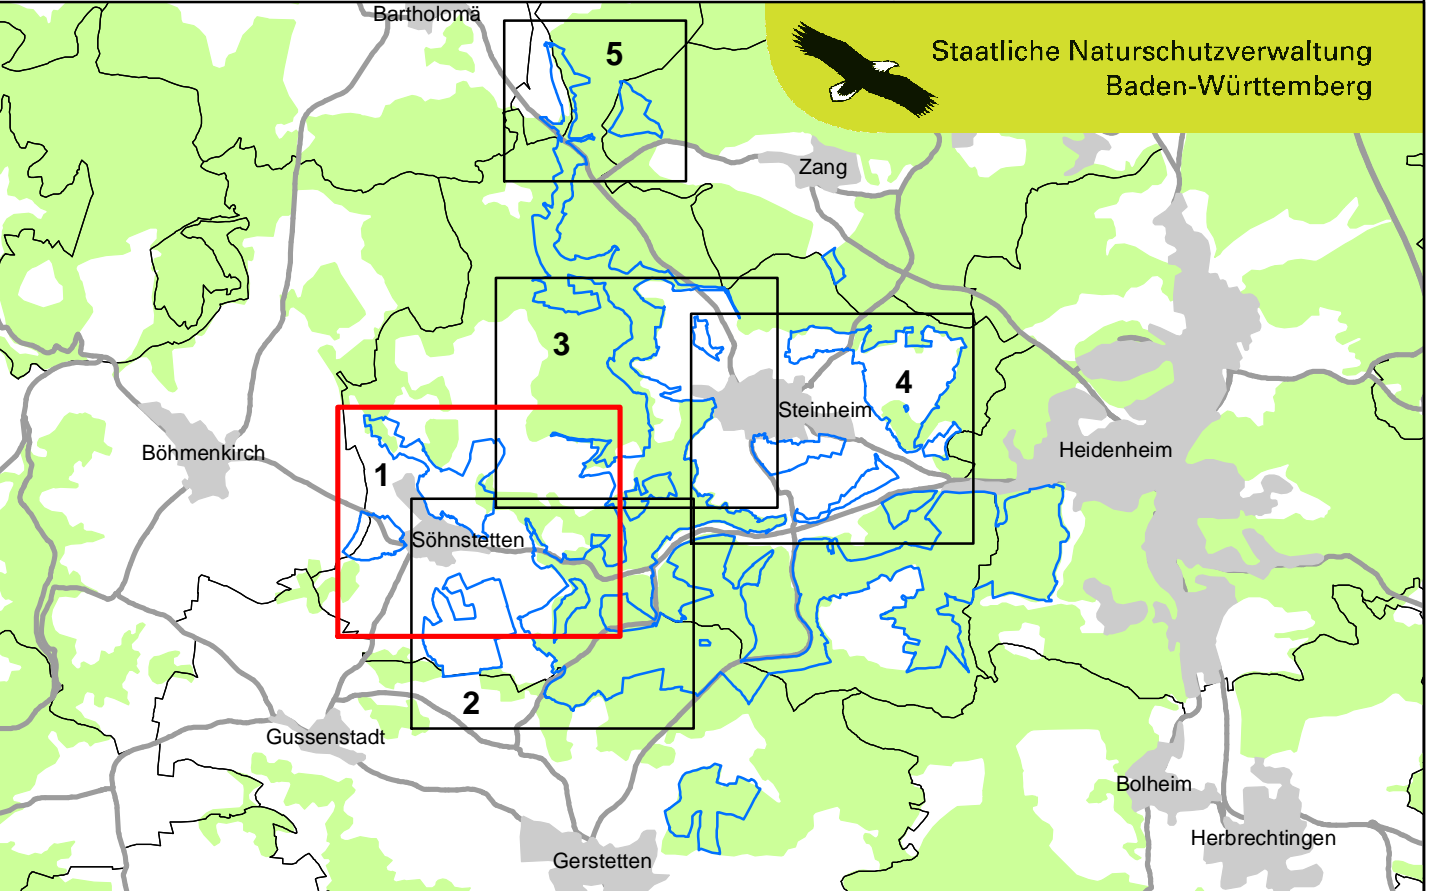 Bartholomä
5
Staatliche Naturschutzverwaltung
Baden-Württemberg
Zang
3
4
Steinheim
Böhmenkirch
Heidenheim
1
Söhnstetten
2
Gussenstadt
Bolheim
Herbrechtingen
Gerstetten